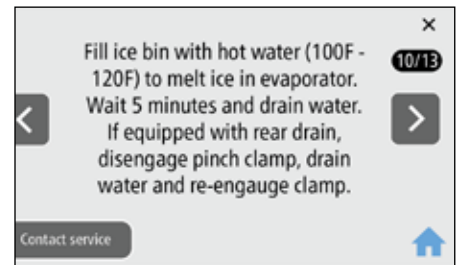 ×
Fill ice bin with hot water (100F -
10/13
120F) to melt ice in evaporator.
Wait 5 minutes and drain water.
If equipped with rear drain,
disengage pinch clamp, drain
water and re-engauge clamp.
Contact service